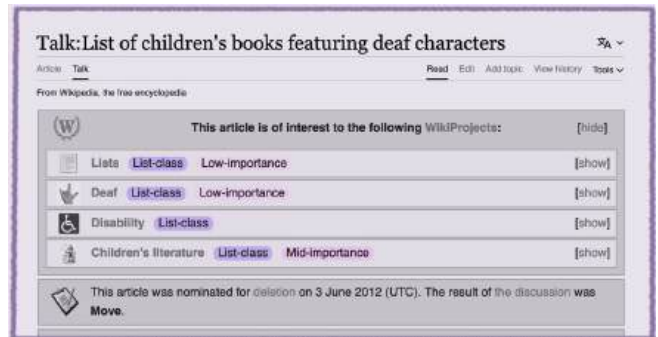 Talk:List of children's books featuring deaf characters
Article Talk Read Edit Add topic View history Tools
From Wikipedia, the free encyclopedia
This article is of interest to the following WikiProjects: [hide]
Lists List-class Low-importance [show]
Deaf List-class Low-importance [show]
Disability List-class [show]
Children's literature List-class Mid-importance [show]
This article was nominated for deletion on 3 June 2012 (UTC). The result of the discussion was
Move.